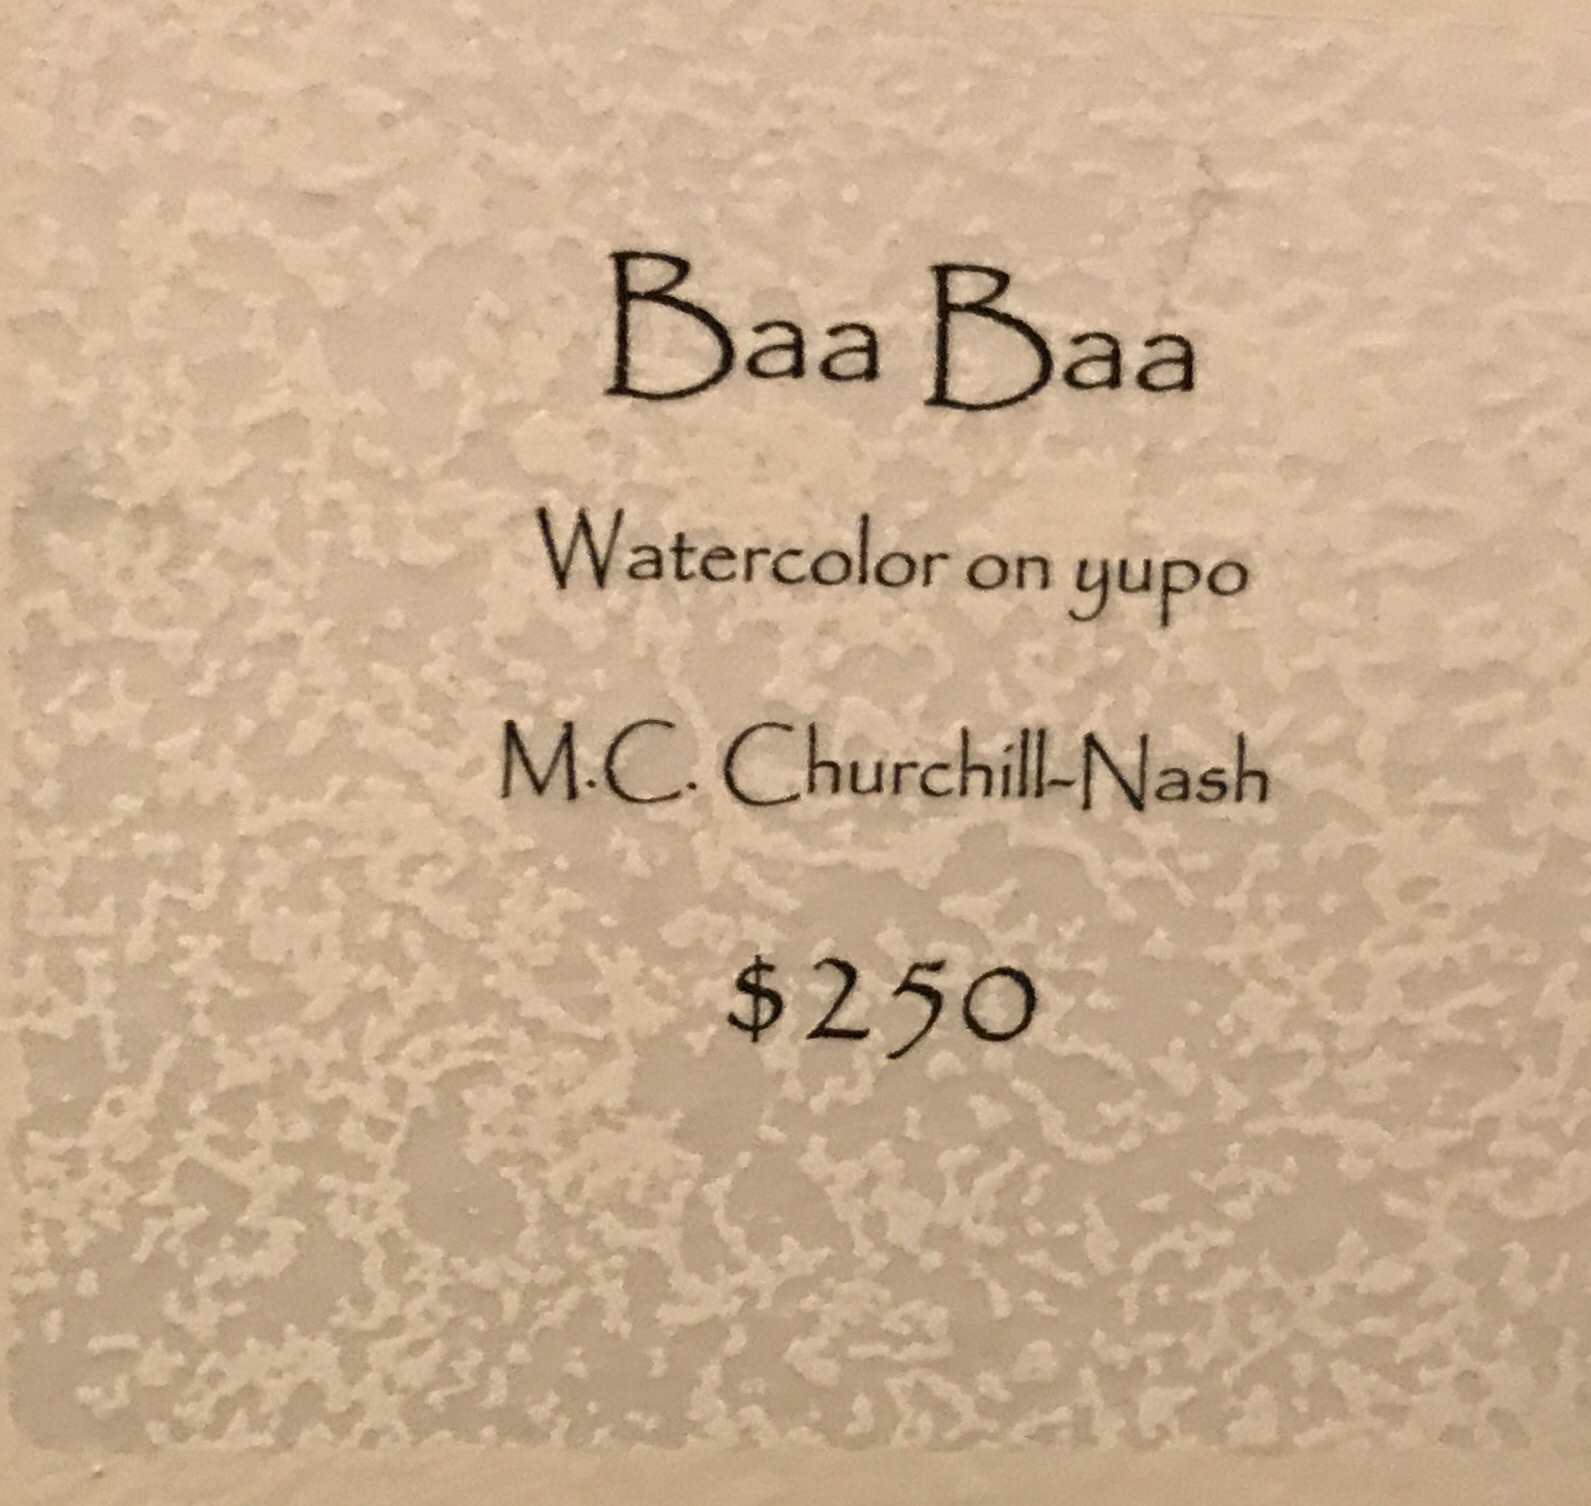 Baa Baa
Watercolor on yupo
M.C. Churchill-Nash
$250